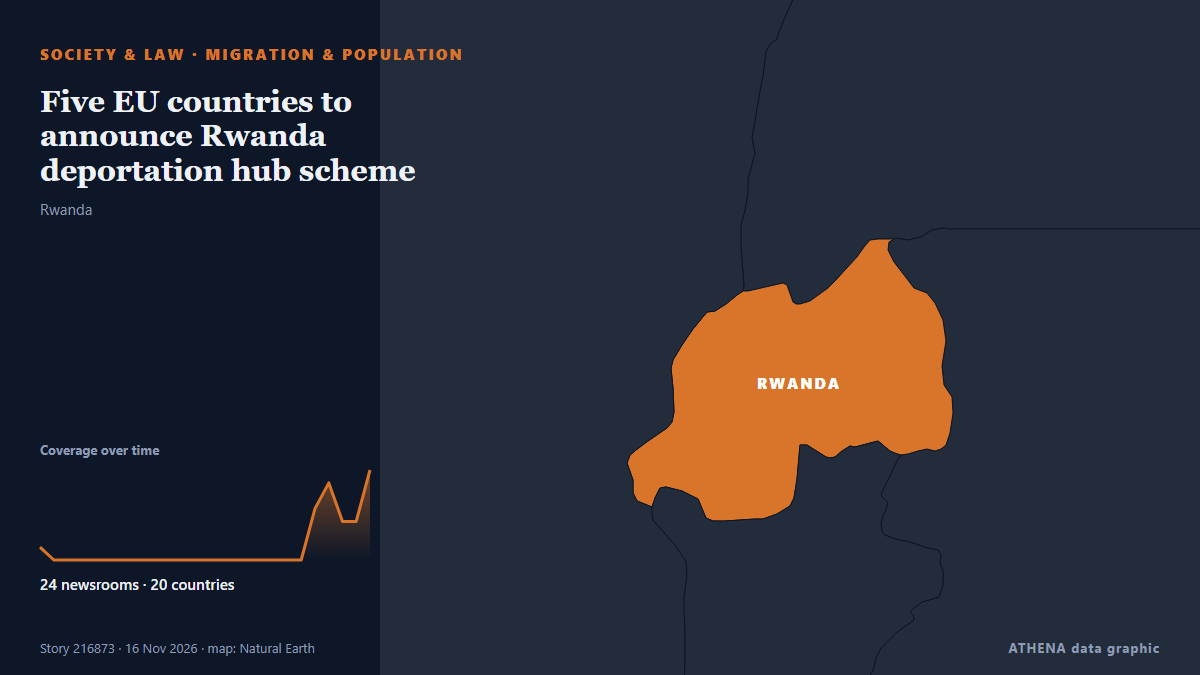 SOCIETY & LAW · MIGRATION & POPULATION
Five EU countries to
announce Rwanda
deportation hub scheme
Rwanda
RWANDA
Coverage over time
24 newsrooms · 20 countries
Story 216873 · 16 Nov 2026 · map: Natural Earth
ATHENA data graphic